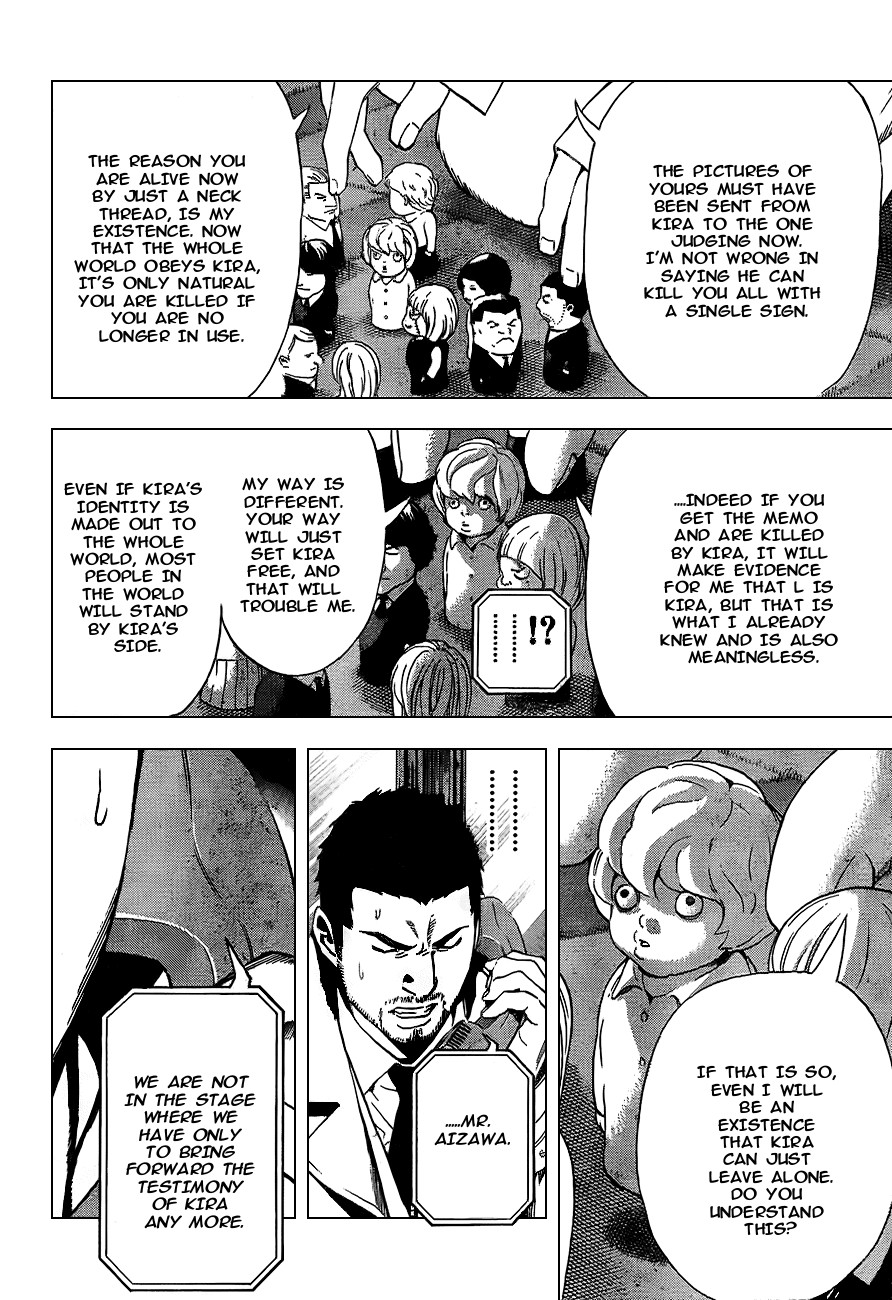 THE PICTURES OF
YOURS MUST HAVE
BEEN SENT FROM
KIRA TO THE ONE
JUDGING NOW.
I'M NOT WRONG IN
SAYING HE CAN
KILL YOU ALL WITH
A SINGLE SIGN.
THE REASON YOU
ARE ALIVE NOW
BY JUST A NECK
THREAD, IS MY
EXISTENCE. NOW
THAT THE WHOLE
WORLD OBEYS KIRA,
IT'S ONLY NATURAL
YOU ARE KILLED IF
YOU ARE NO
LONGER IN USE.
....INDEED IF YOU
GET THE MEMO
AND ARE KILLED
BY KIRA, IT WILL
MAKE EVIDENCE
FOR ME THAT L IS
KIRA, BUT THAT IS
WHAT I ALREADY
KNEW AND IS ALSO
MEANINGLESS.
......!?
MY WAY IS
DIFFERENT.
YOUR WAY
WILL JUST
SET KIRA
FREE, AND
THAT WILL
TROUBLE ME.
EVEN IF KIRA'S
IDENTITY IS
MADE OUT TO
THE WHOLE
WORLD, MOST
PEOPLE IN
THE WORLD
WILL STAND
BY KIRA'S
SIDE.
IF THAT IS SO,
EVEN I WILL
BE AN
EXISTENCE
THAT KIRA
CAN JUST
LEAVE ALONE.
DO YOU
UNDERSTAND
THIS?
............
.....MR.
AIZAWA.
WE ARE NOT
IN THE STAGE
WHERE WE
HAVE ONLY
TO BRING
FORWARD THE
TESTIMONY
OF KIRA
ANY MORE.